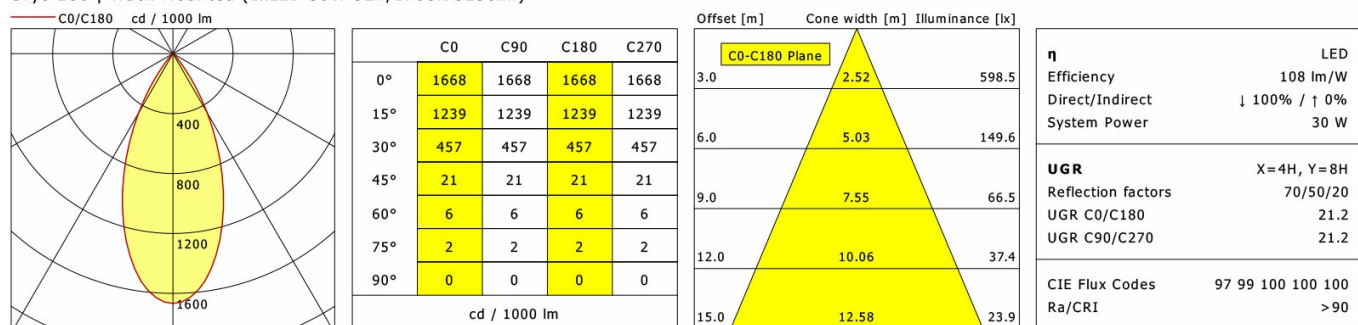 C0/C180 cd / 1000 lm
400
800
1200
1600
C0 C90 C180 C270
0° 1668 1668 1668 1668
15° 1239 1239 1239 1239
30° 457 457 457 457
45° 21 21 21 21
60° 6 6 6 6
75° 2 2 2 2
90° 0 0 0 0
cd / 1000 lm
Offset [m] Cone width [m] Illuminance [lx]
C0-C180 Plane
3.0 2.52 598.5
6.0 5.03 149.6
9.0 7.55 66.5
12.0 10.06 37.4
15.0 12.58 23.9
η LED
Efficiency 108 lm/W
Direct/Indirect ↓ 100% / ↑ 0%
System Power 30 W
UGR X=4H, Y=8H
Reflection factors 70/50/20
UGR C0/C180 21.2
UGR C90/C270 21.2
CIE Flux Codes 97 99 100 100 100
Ra/CRI >90